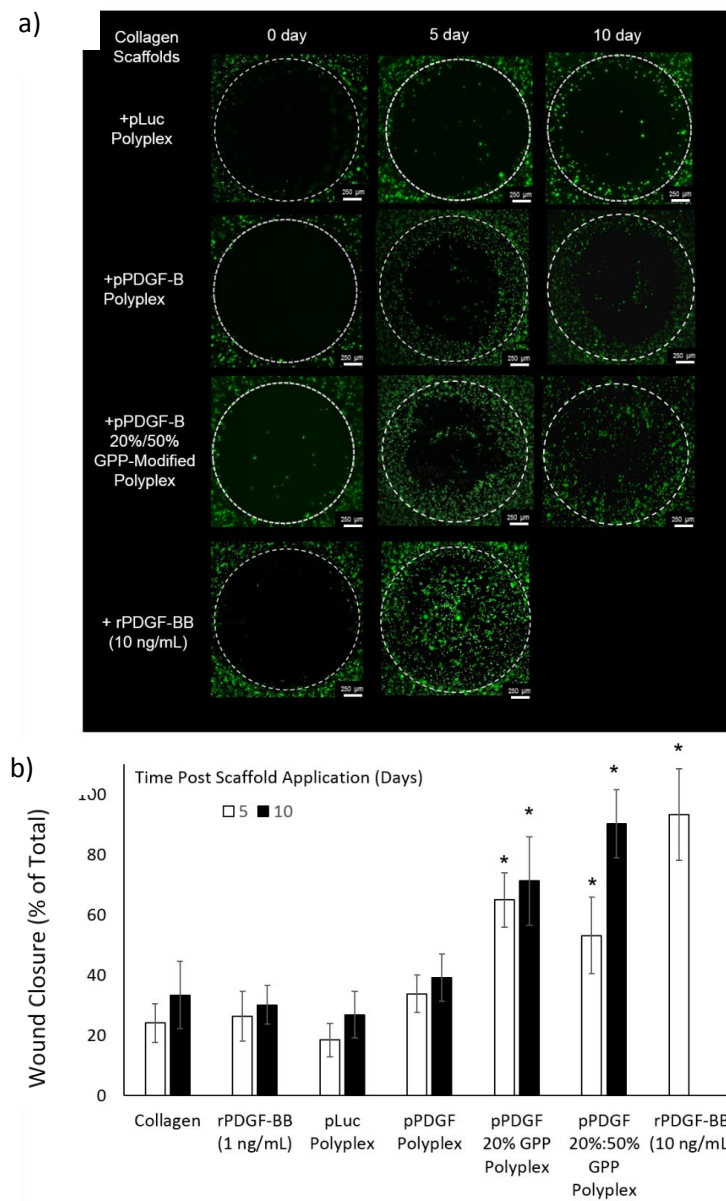 a)
Collagen
Scaffolds
0 day
5 day
10 day
+pLuc
Polyplex
250 µm
250 µm
250 µm
+pPDGF-B
Polyplex
250 µm
250 µm
250 µm
+pPDGF-B
20%/50%
GPP-Modified
Polyplex
250 µm
250 µm
250 µm
+ rPDGF-BB
(10 ng/mL)
250 µm
250 µm
b)
Time Post Scaffold Application (Days)
5 10
Wound Closure (% of Total)
100
80
60
40
20
0
* * * * *
Collagen
rPDGF-BB
(1 ng/mL)
pLuc
Polyplex
pPDGF
Polyplex
pPDGF
20% GPP
Polyplex
pPDGF
20%:50%
GPP
Polyplex
rPDGF-BB
(10 ng/mL